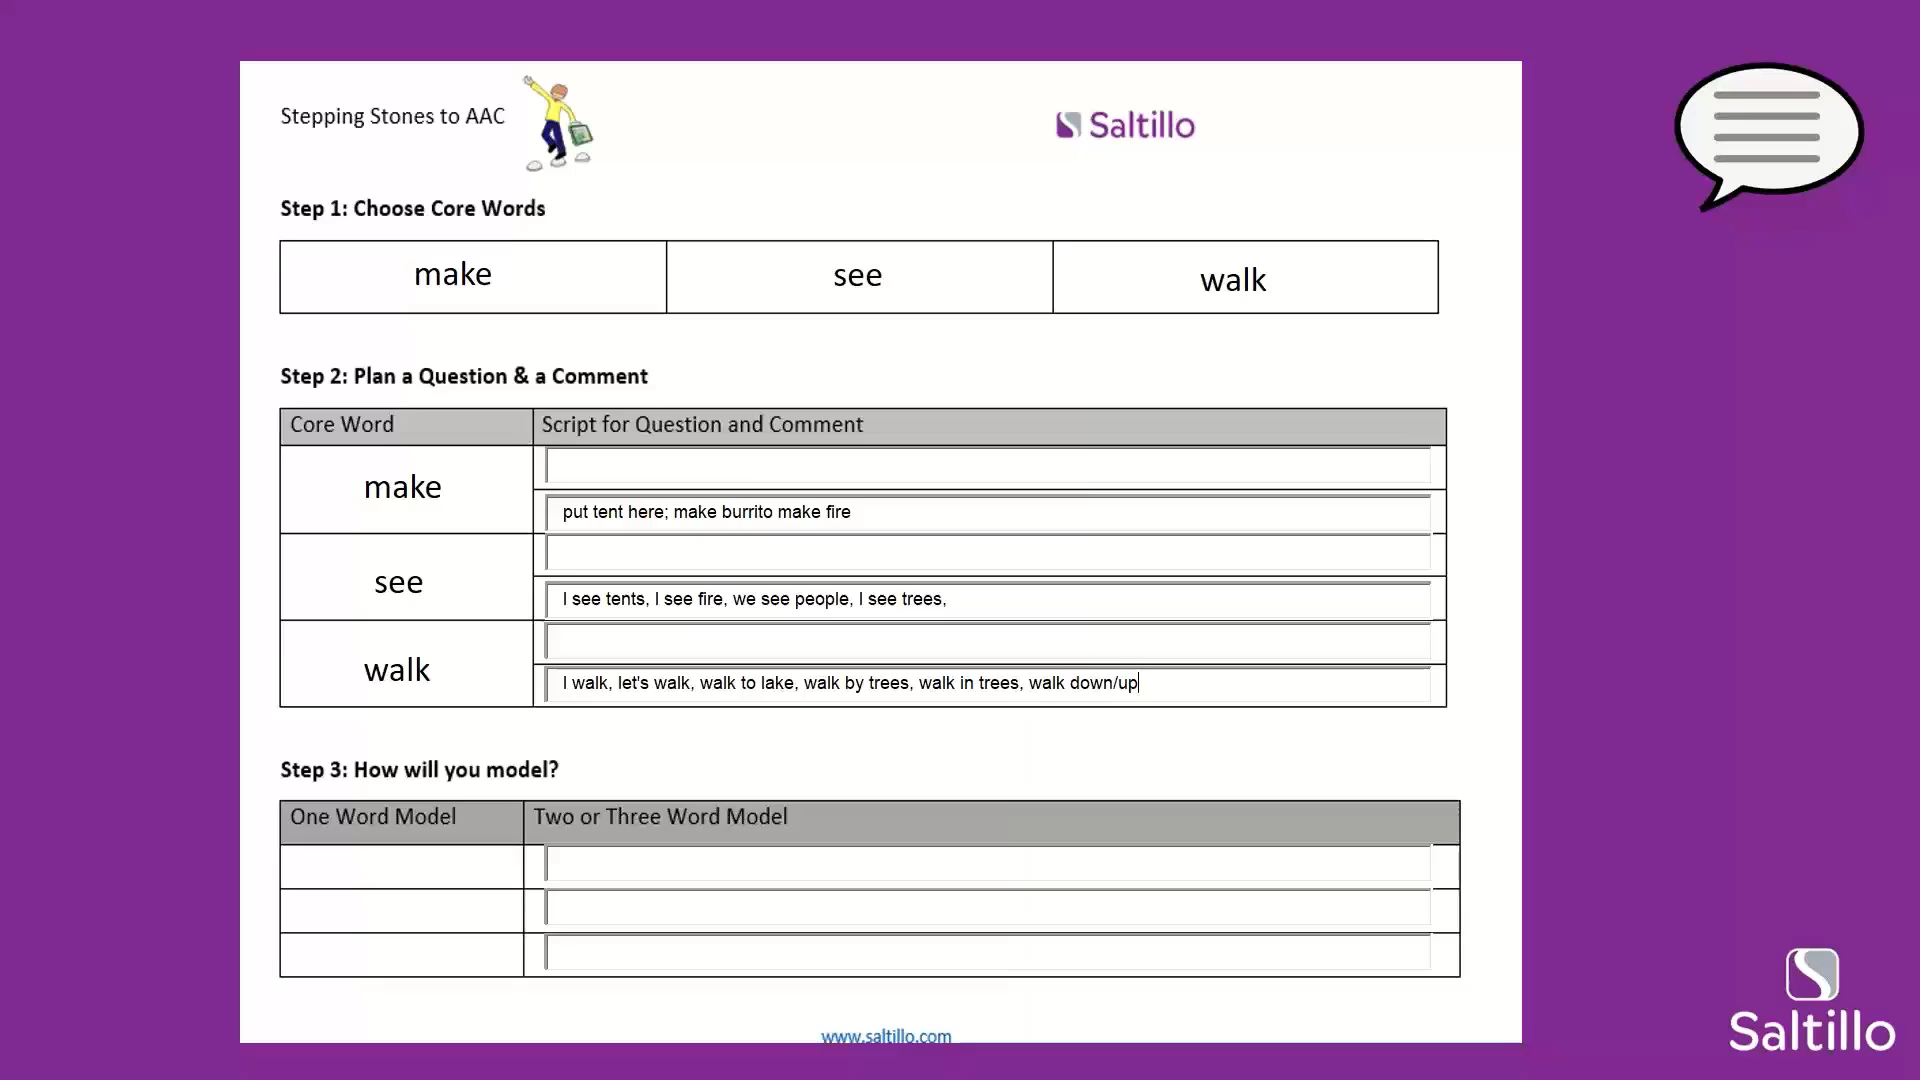 Stepping Stones to AAC
Saltillo
Step 1: Choose Core Words
make see walk
Step 2: Plan a Question & a Comment
Core Word Script for Question and Comment
make
put tent here; make burrito make fire
see
I see tents, I see fire, we see people, I see trees,
walk
I walk, let's walk, walk to lake, walk by trees, walk in trees, walk down/up
Step 3: How will you model?
One Word Model Two or Three Word Model
www.saltillo.com
Saltillo